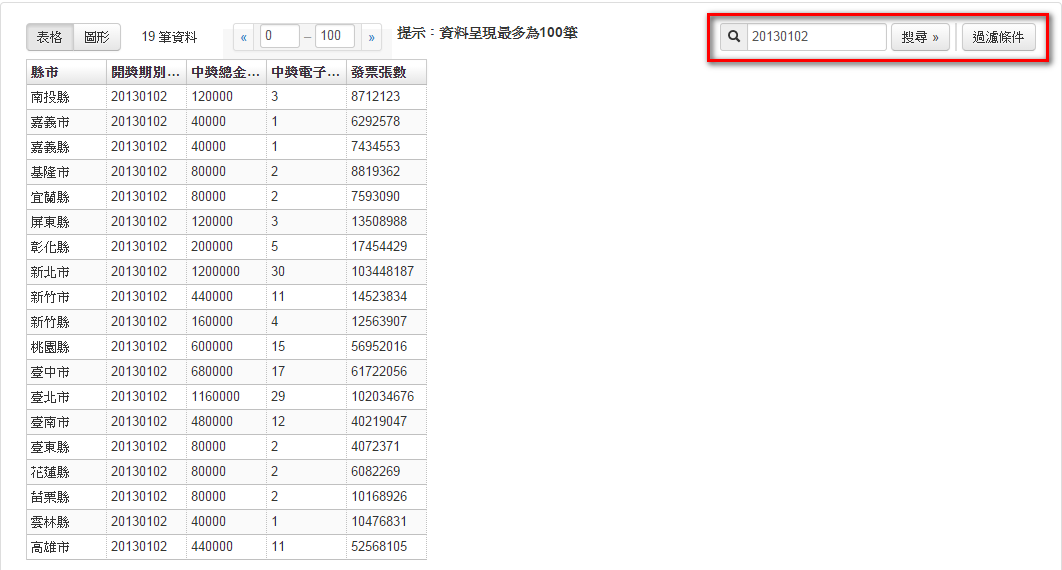 表格 圖形 19 筆資料 « 0 – 100 » 提示：資料呈現最多為100筆 20130102 搜尋 » 過濾條件
縣市 開獎期別... 中獎總金... 中獎電子... 發票張數
南投縣 20130102 120000 3 8712123
嘉義市 20130102 40000 1 6292578
嘉義縣 20130102 40000 1 7434553
基隆市 20130102 80000 2 8819362
宜蘭縣 20130102 80000 2 7593090
屏東縣 20130102 120000 3 13508988
彰化縣 20130102 200000 5 17454429
新北市 20130102 1200000 30 103448187
新竹市 20130102 440000 11 14523834
新竹縣 20130102 160000 4 12563907
桃園縣 20130102 600000 15 56952016
臺中市 20130102 680000 17 61722056
臺北市 20130102 1160000 29 102034676
臺南市 20130102 480000 12 40219047
臺東縣 20130102 80000 2 4072371
花蓮縣 20130102 80000 2 6082269
苗栗縣 20130102 80000 2 10168926
雲林縣 20130102 40000 1 10476831
高雄市 20130102 440000 11 52568105